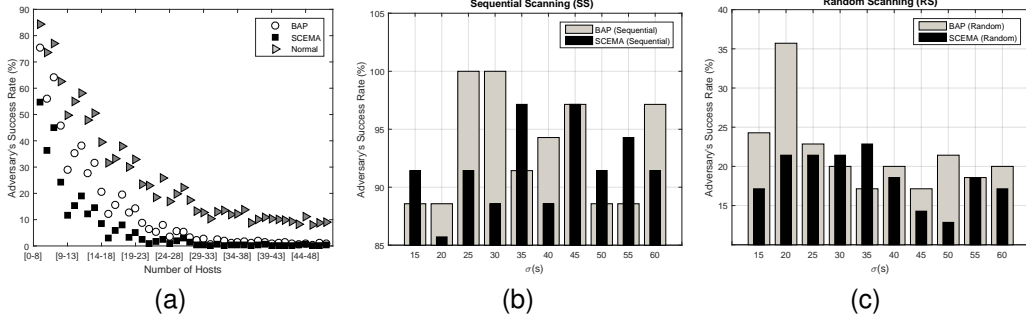 90
80
70
60
50
40
30
20
10
0
Adversary's Success Rate (%)
BAP
SCEMA
Normal
[0-8] [9-13] [14-18] [19-23] [24-28] [29-33] [34-38] [39-43] [44-48]
Number of Hosts
(a)
Sequential Scanning (SS)
105
100
95
90
85
Adversary's Success Rate (%)
BAP (Sequential)
SCEMA (Sequential)
15 20 25 30 35 40 45 50 55 60
σ(s)
(b)
Random Scanning (RS)
40
35
30
25
20
15
Adversary's Success Rate (%)
BAP (Random)
SCEMA (Random)
15 20 25 30 35 40 45 50 55 60
σ(s)
(c)